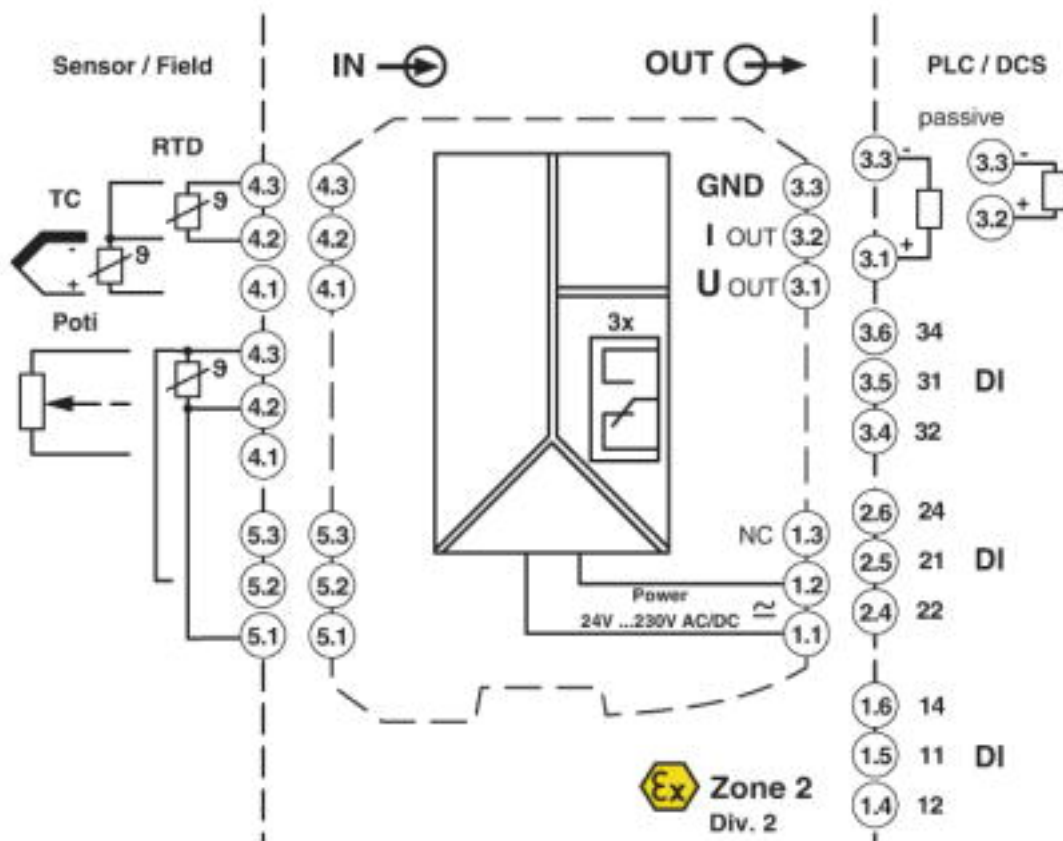 Sensor / Field
IN
OUT
PLC / DCS
passive
RTD
TC
ϑ
ϑ
-
+
4.3
4.2
4.1
4.3
4.2
4.1
GND 3.3
I OUT 3.2
U OUT 3.1
3.3 -
3.1 +
3.3 -
3.2 +
Poti
ϑ
4.3
4.2
4.1
5.3
5.2
5.1
5.3
5.2
5.1
3x
NC 1.3
1.2
Power
24V ...230V AC/DC
1.1
3.6 34
3.5 31 DI
3.4 32
2.6 24
2.5 21 DI
2.4 22
1.6 14
1.5 11 DI
1.4 12
Ex Zone 2
Div. 2